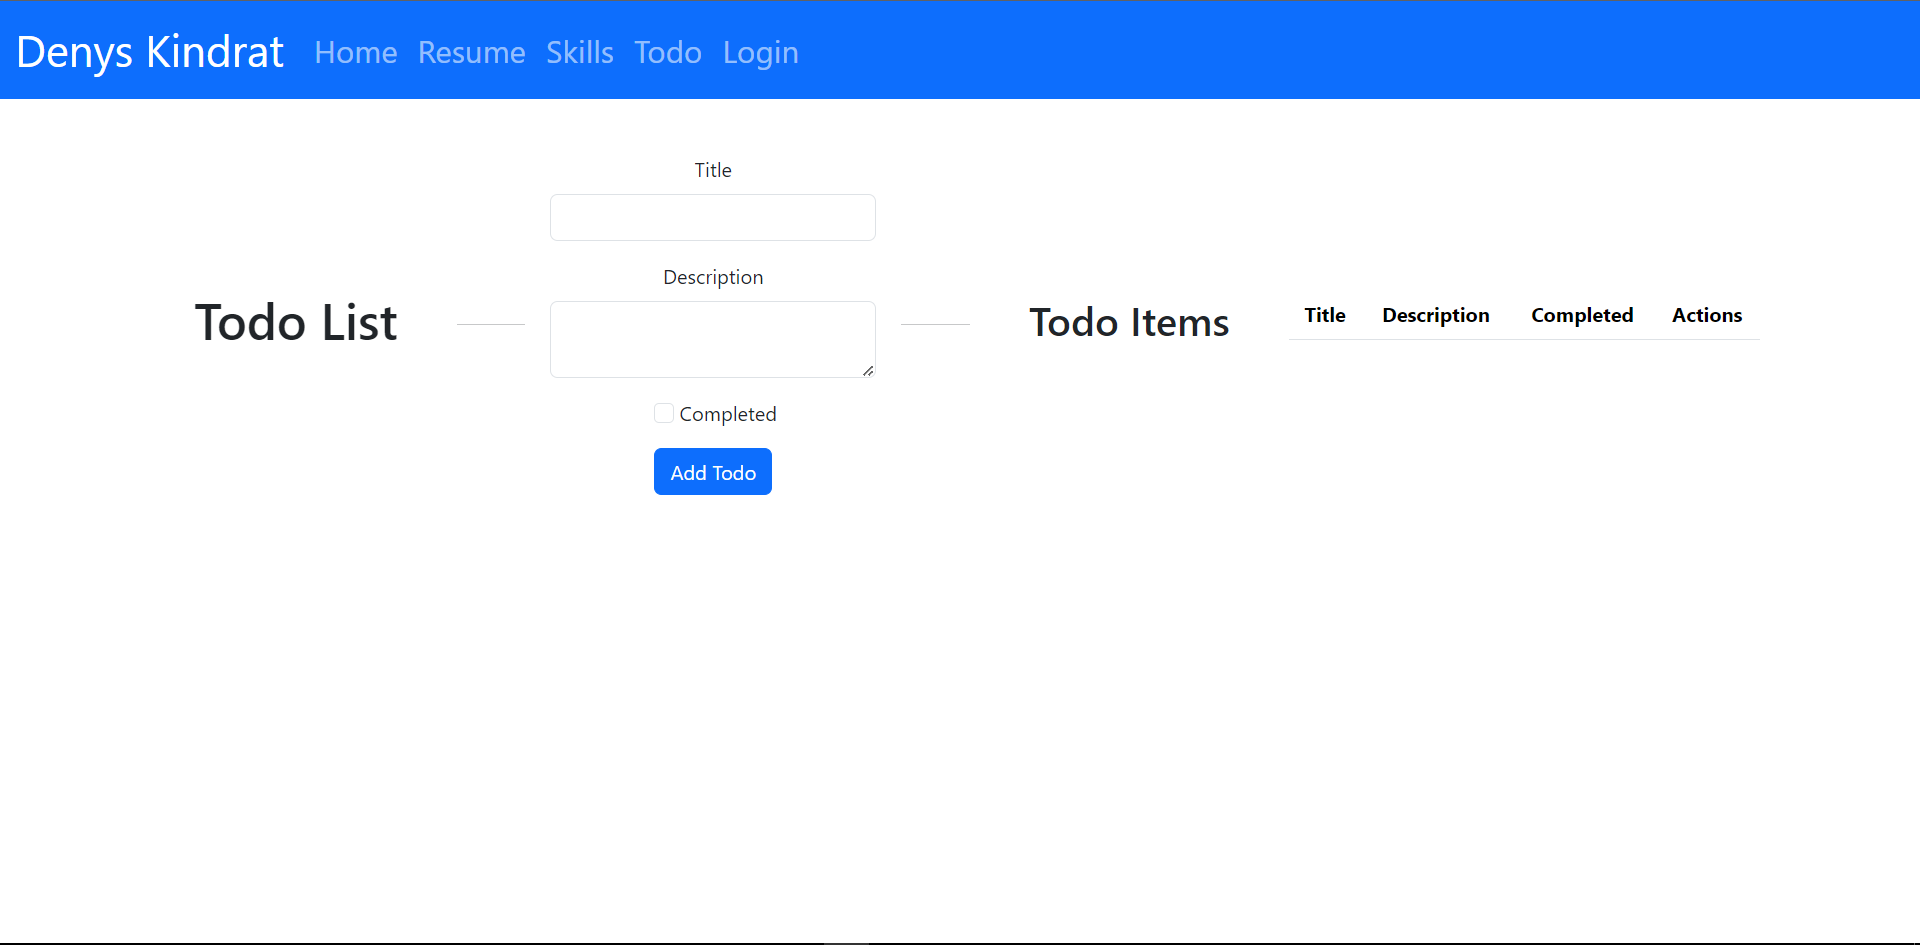 Denys Kindrat Home Resume Skills Todo Login
Todo List
Title
Description
Completed
Add Todo
Todo Items
Title Description Completed Actions